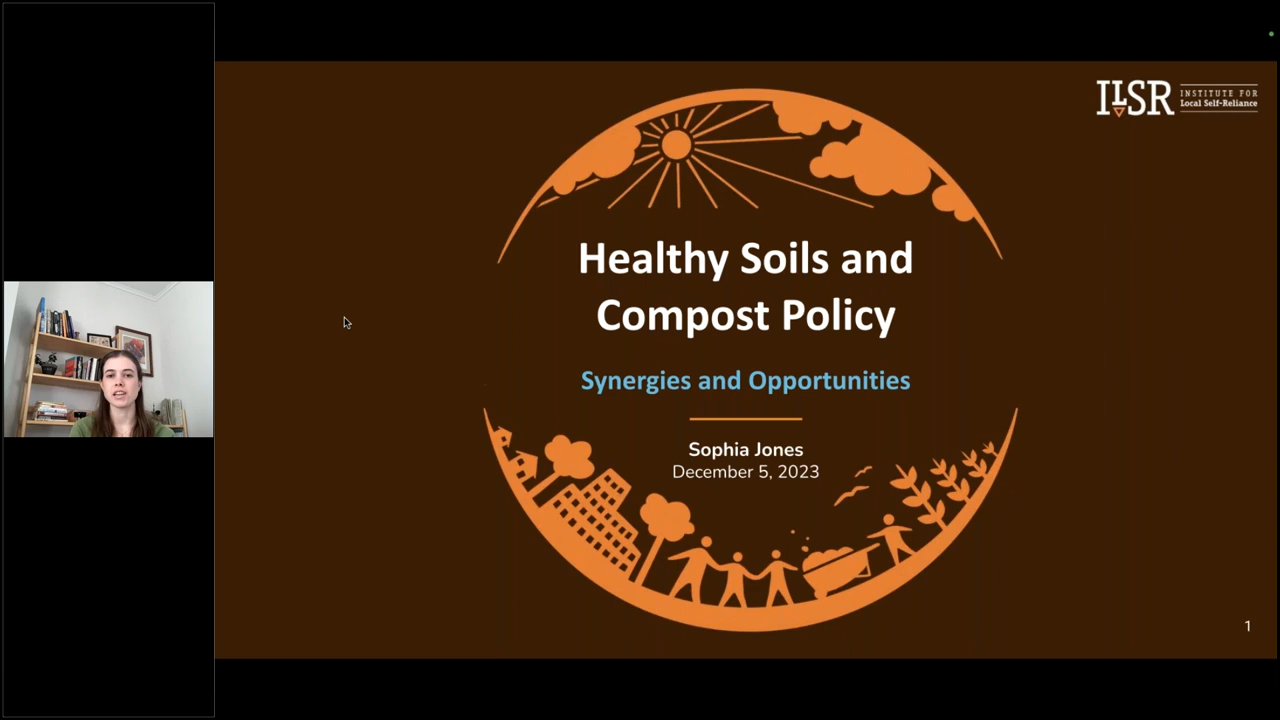 ILSR
INSTITUTE FOR
Local Self-Reliance
Healthy Soils and
Compost Policy
Synergies and Opportunities
Sophia Jones
December 5, 2023
1